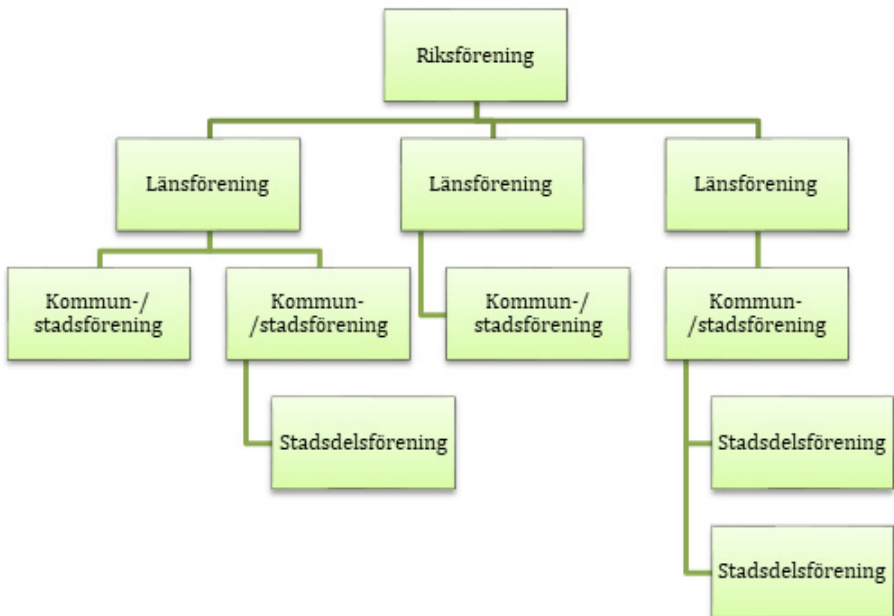 Riksförening
Länsförening
Länsförening
Länsförening
Kommun-/
stadsförening
Kommun-
/stadsförening
Kommun-/
stadsförening
Kommun-
/stadsförening
Stadsdelsförening
Stadsdelsförening
Stadsdelsförening